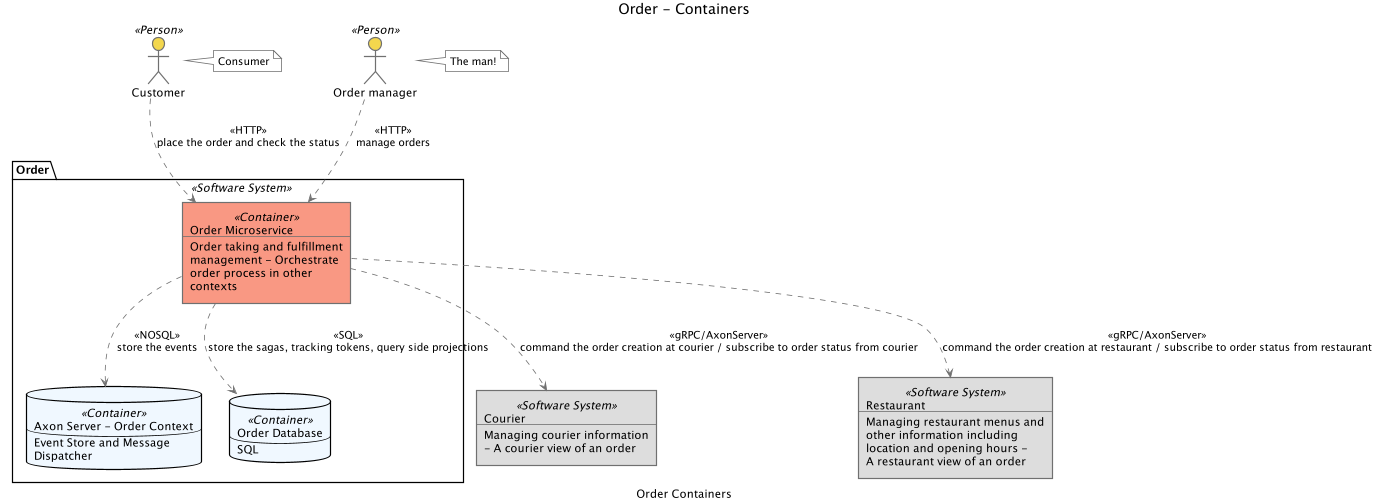 Order - Containers
«Person»
Customer
Consumer
«Person»
Order manager
The man!
«HTTP»
place the order and check the status
«HTTP»
manage orders
Order
«Software System»
«Container»
Order Microservice
Order taking and fulfillment
management - Orchestrate
order process in other
contexts
«NOSQL»
store the events
«SQL»
store the sagas, tracking tokens, query side projections
«gRPC/AxonServer»
command the order creation at courier / subscribe to order status from courier
«gRPC/AxonServer»
command the order creation at restaurant / subscribe to order status from restaurant
«Container»
Axon Server - Order Context
Event Store and Message
Dispatcher
«Container»
Order Database
SQL
«Software System»
Courier
Managing courier information
- A courier view of an order
«Software System»
Restaurant
Managing restaurant menus and
other information including
location and opening hours -
A restaurant view of an order
Order Containers